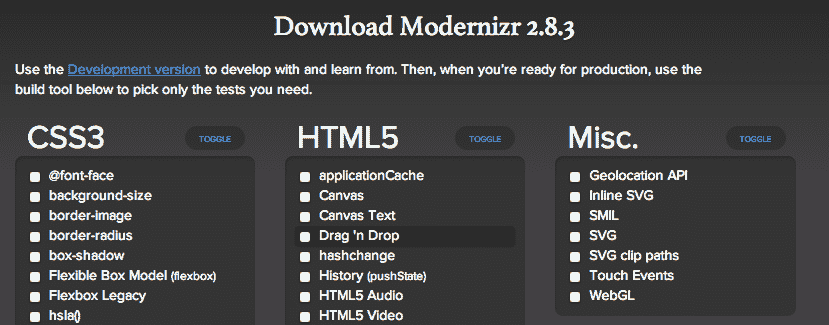 Download Modernizr 2.8.3
Use the Development version to develop with and learn from. Then, when you're ready for production, use the
build tool below to pick only the tests you need.
CSS3
TOGGLE
@font-face
background-size
border-image
border-radius
box-shadow
Flexible Box Model (flexbox)
Flexbox Legacy
hsla()
HTML5
TOGGLE
applicationCache
Canvas
Canvas Text
Drag 'n Drop
hashchange
History (pushState)
HTML5 Audio
HTML5 Video
Misc.
TOGGLE
Geolocation API
Inline SVG
SMIL
SVG
SVG clip paths
Touch Events
WebGL